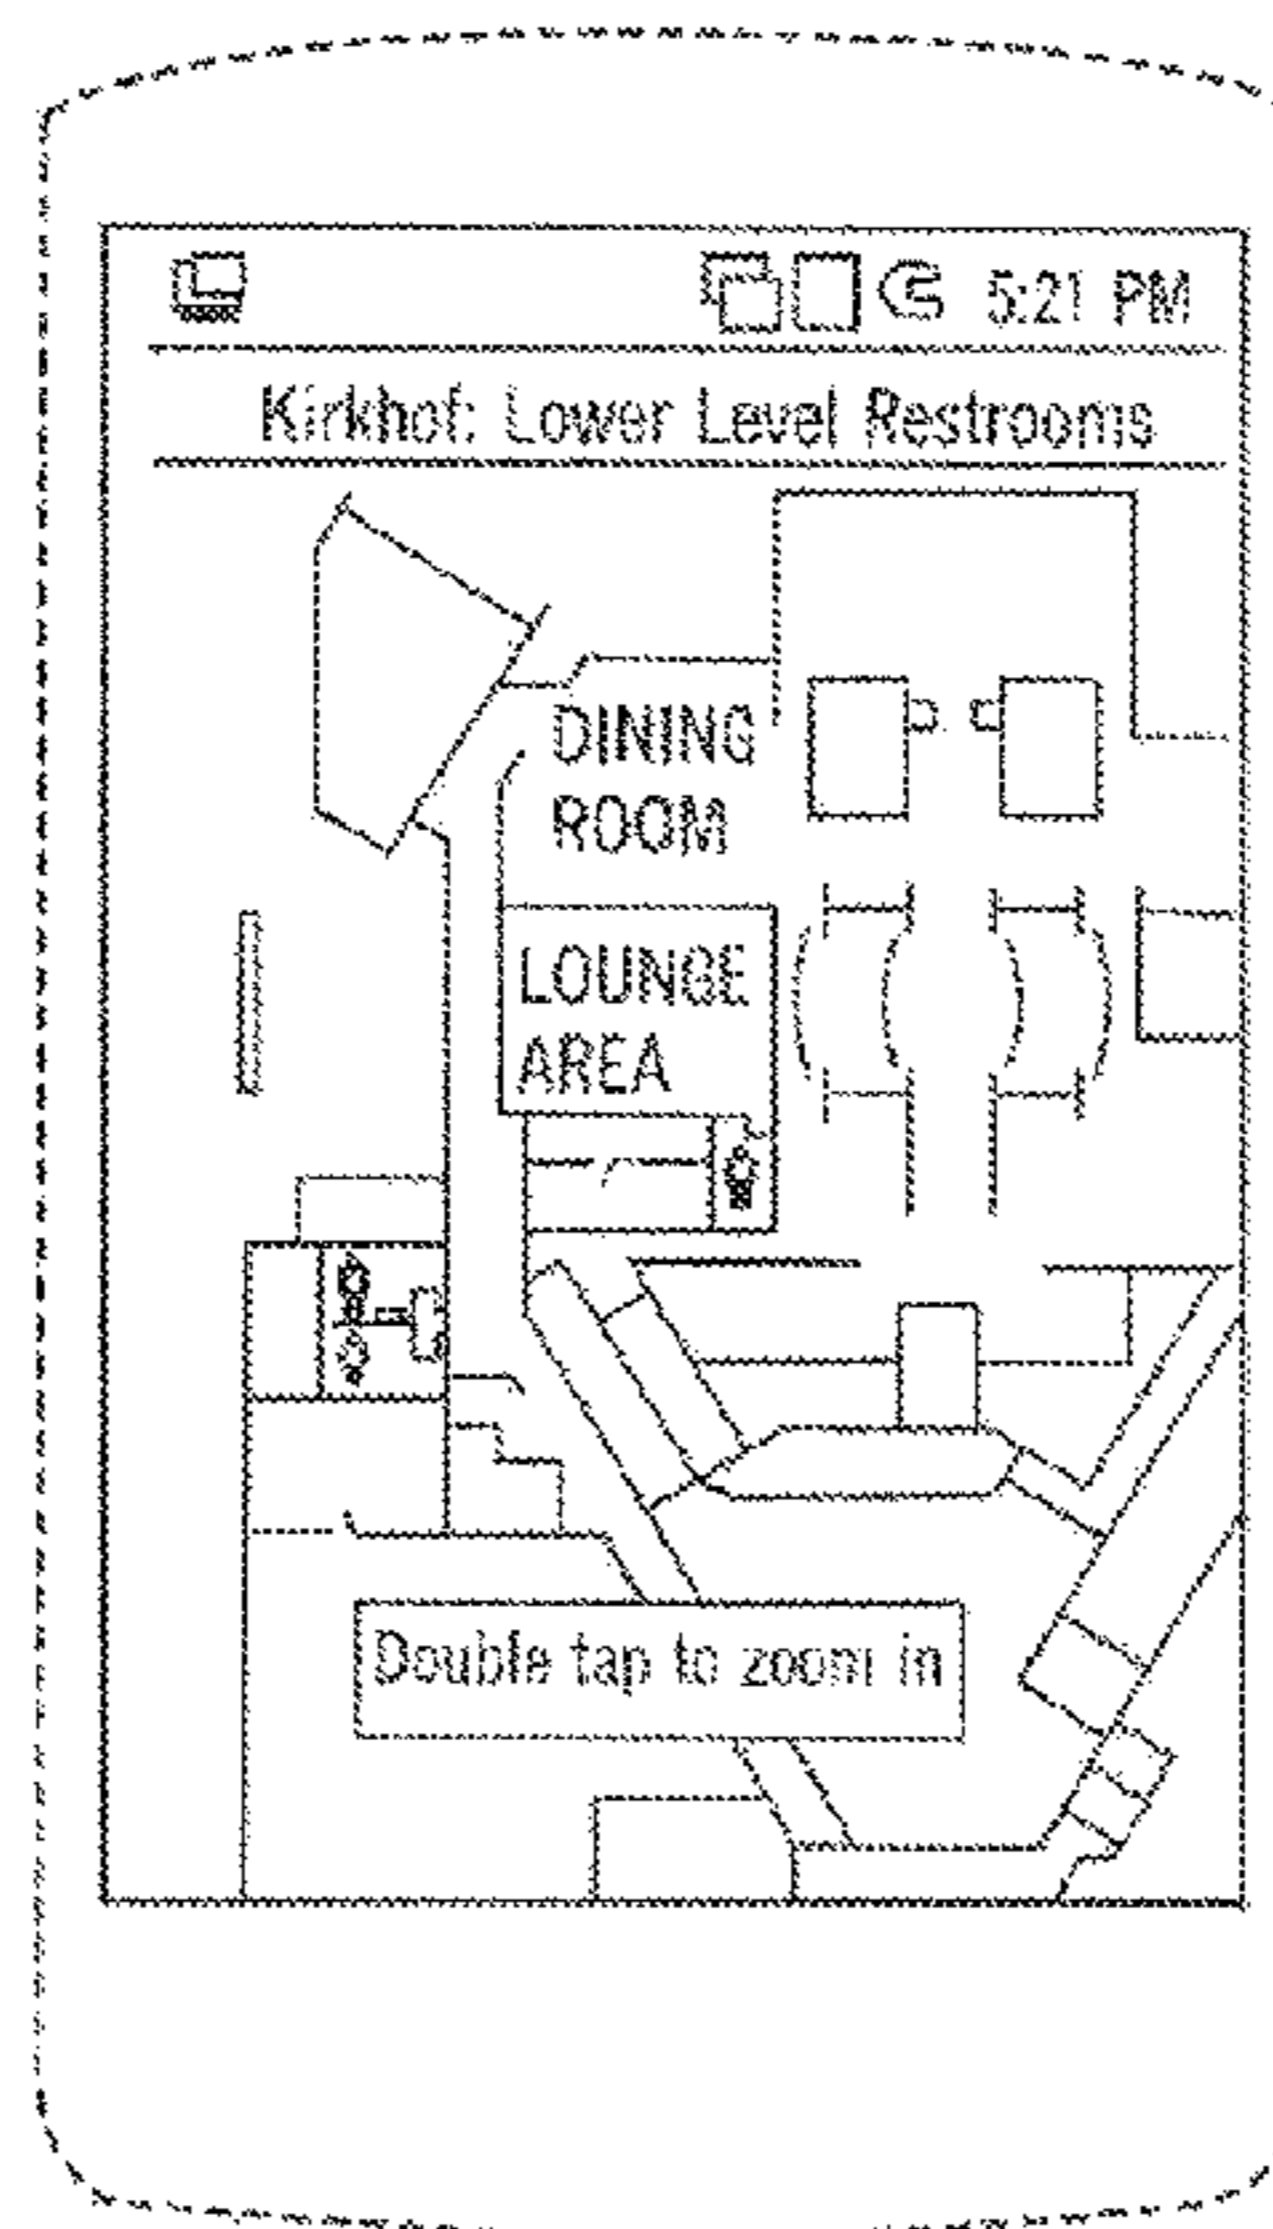 5:21 PM
Kirkhof: Lower Level Restrooms
DINING
ROOM
LOUNGE
AREA
Double tap to zoom in